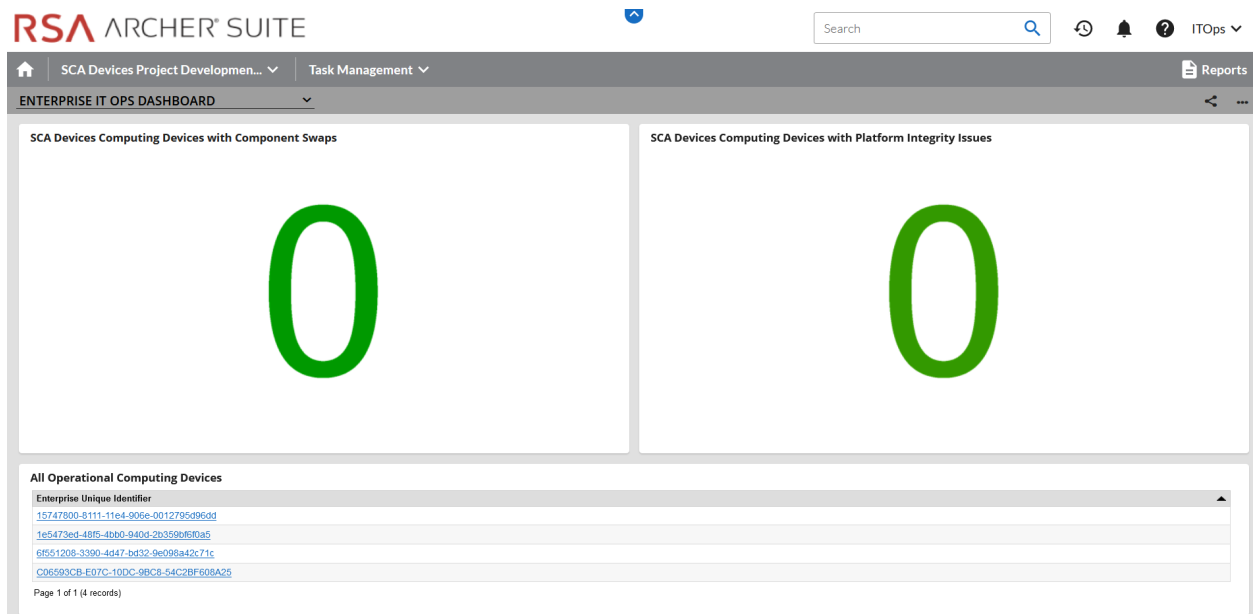 RSA ARCHER® SUITE
Search
ITOps
SCA Devices Project Developmen...
Task Management
Reports
ENTERPRISE IT OPS DASHBOARD
SCA Devices Computing Devices with Component Swaps
SCA Devices Computing Devices with Platform Integrity Issues
0
0
All Operational Computing Devices
Enterprise Unique Identifier
15747800-8111-11e4-906e-0012795d96dd
1e5473ed-48f5-4bb0-940d-2b359bf6f0a5
6f551208-3390-4d47-bd32-9e098a42c71c
C06593CB-E07C-10DC-9BC8-54C2BF608A25
Page 1 of 1 (4 records)